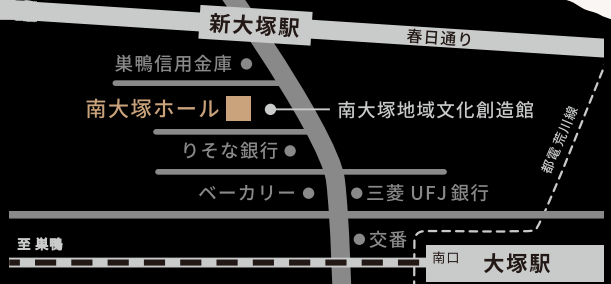 新大塚駅
春日通り
巣鴨信用金庫
南大塚ホール
南大塚地域文化創造館
都電 荒川線
りそな銀行
ベーカリー
三菱 UFJ 銀行
交番
至 巣鴨
南口
大塚駅